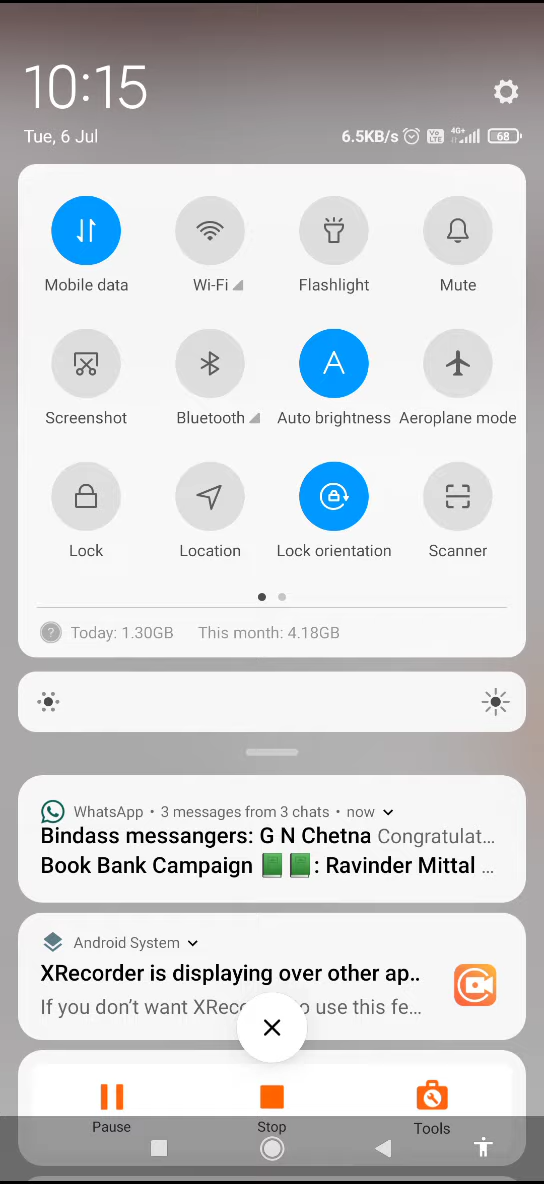 10:15
Tue, 6 Jul
6.5KB/s Vo LTE 4G+ 68
Mobile data Wi-Fi Flashlight Mute
Screenshot Bluetooth A Auto brightness Aeroplane mode
Lock Location Lock orientation Scanner
? Today: 1.30GB This month: 4.18GB
WhatsApp • 3 messages from 3 chats • now
Bindass messangers: G N Chetna Congratulat...
Book Bank Campaign 📗📗: Ravinder Mittal ...
Android System
XRecorder is displaying over other ap..
If you don't want XRec o use this fe...
Pause Stop Tools